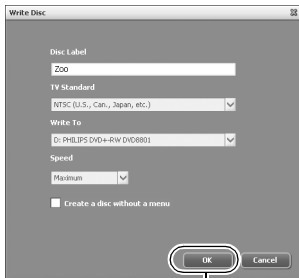 Write Disc
Disc Label
Zoo
TV Standard
NTSC (U.S., Can., Japan, etc.)
Write To
D: PHILIPS DVD+-RW DVD8801
Speed
Maximum
Create a disc without a menu
OK Cancel